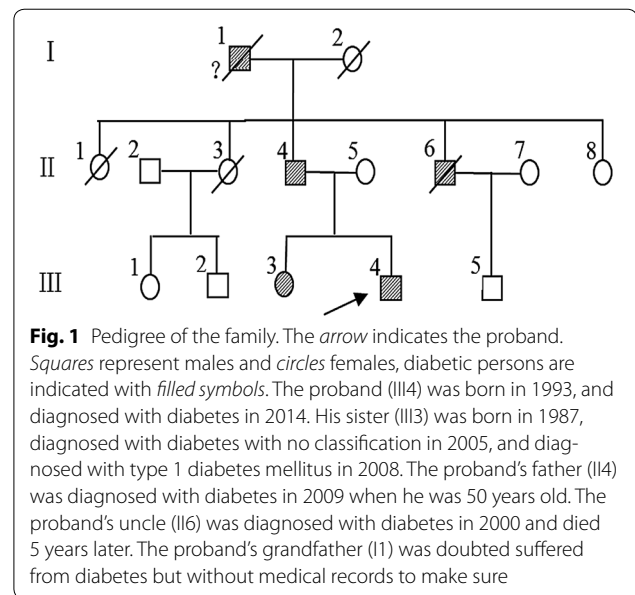 I
1
2
?
II
1
2
3
4
5
6
7
8
III
1
2
3
4
5
Fig. 1 Pedigree of the family. The arrow indicates the proband.
Squares represent males and circles females, diabetic persons are
indicated with filled symbols. The proband (III4) was born in 1993, and
diagnosed with diabetes in 2014. His sister (III3) was born in 1987,
diagnosed with diabetes with no classification in 2005, and diag-
nosed with type 1 diabetes mellitus in 2008. The proband's father (II4)
was diagnosed with diabetes in 2009 when he was 50 years old. The
proband's uncle (II6) was diagnosed with diabetes in 2000 and died
5 years later. The proband's grandfather (I1) was doubted suffered
from diabetes but without medical records to make sure